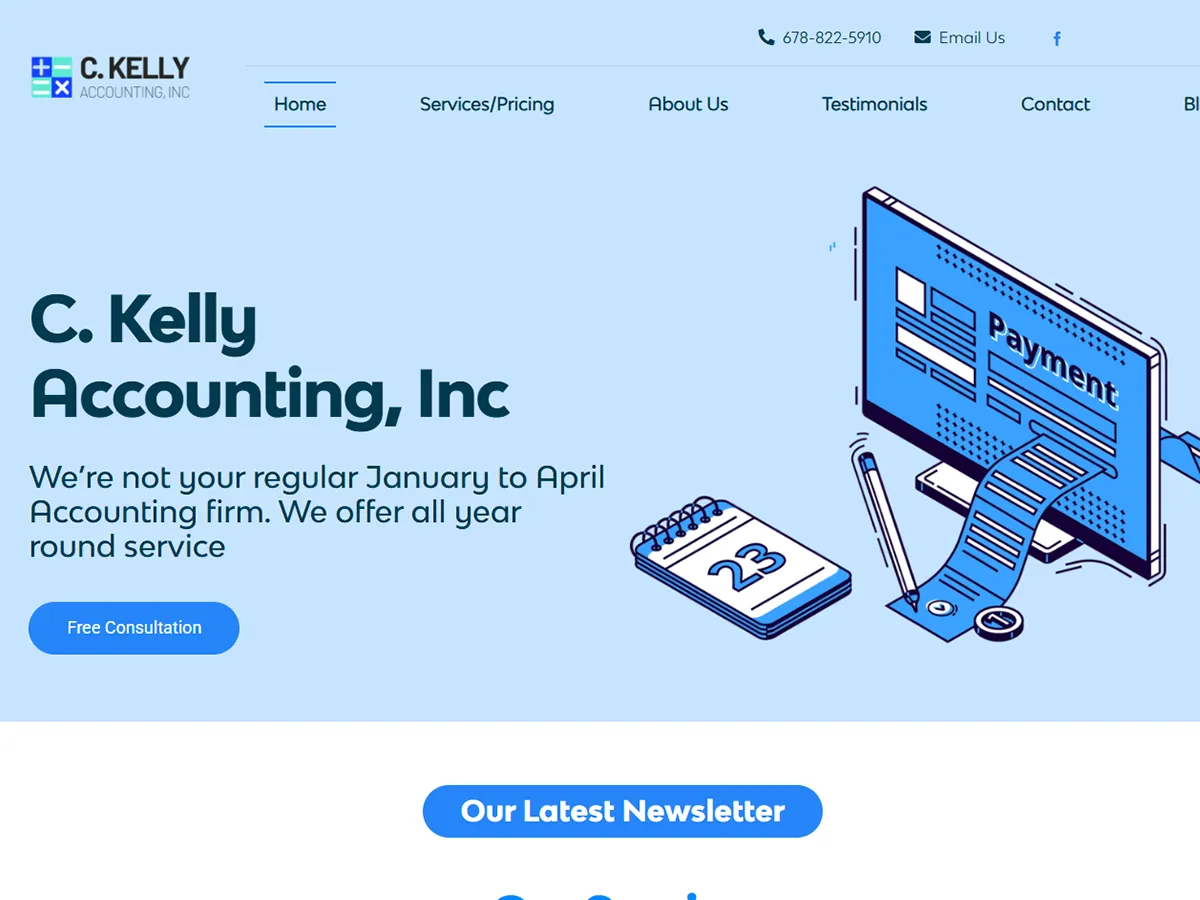 678-822-5910 Email Us
C. KELLY
ACCOUNTING, INC
Home Services/Pricing About Us Testimonials Contact Bl
C. Kelly
Accounting, Inc
We're not your regular January to April
Accounting firm. We offer all year
round service
Free Consultation
Payment
23
1
Our Latest Newsletter